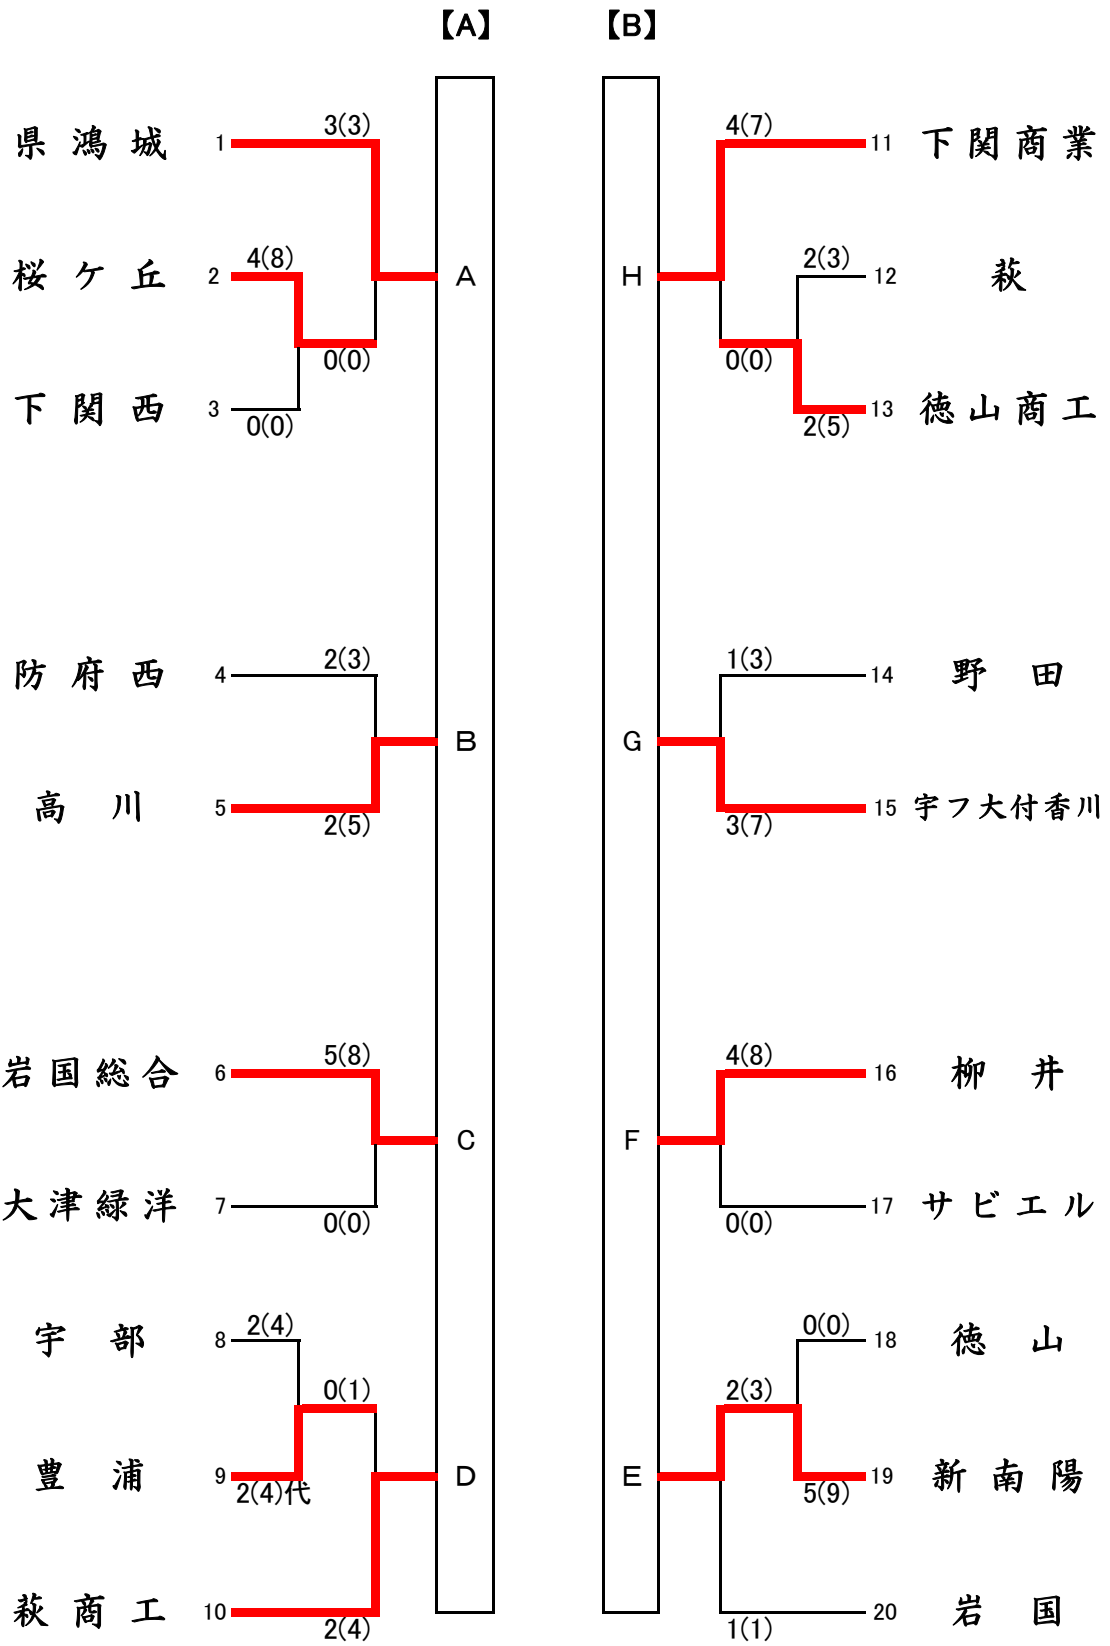 【A】 【B】
3(3) 4(7)
県鴻城 1 11 下関商業
4(8) 2(3)
桜ケ丘 2 A H 12 萩
0(0) 0(0)
下関西 3 13 徳山商工
0(0) 2(5)
2(3) 1(3)
防府西 4 14 野田
B G
高川 5 15 宇フ大付香川
2(5) 3(7)
5(8) 4(8)
岩国総合 6 16 柳井
C F
大津緑洋 7 17 サビエル
0(0) 0(0)
2(4) 0(0)
宇部 8 18 徳山
0(1) 2(3)
豊浦 9 D E 19 新南陽
2(4)代 5(9)
萩商工 10 20 岩国
2(4) 1(1)